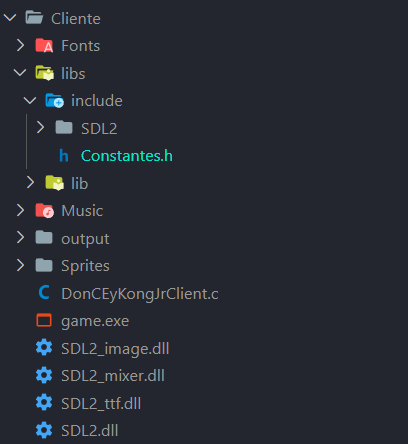 Cliente
Fonts
libs
include
SDL2
Constantes.h
lib
Music
output
Sprites
DonCEyKongJrClient.c
game.exe
SDL2_image.dll
SDL2_mixer.dll
SDL2_ttf.dll
SDL2.dll